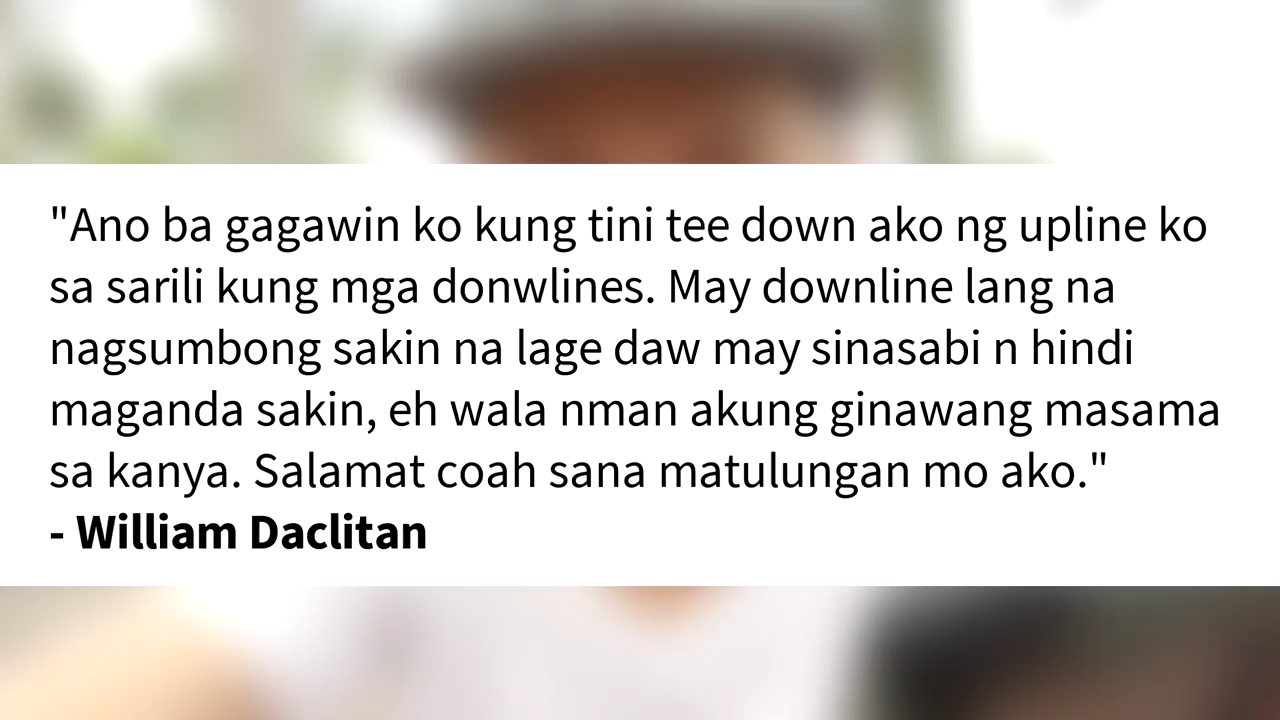 "Ano ba gagawin ko kung tini tee down ako ng upline ko
sa sarili kung mga donwlines. May downline lang na
nagsumbong sakin na lage daw may sinasabi n hindi
maganda sakin, eh wala nman akung ginawang masama
sa kanya. Salamat coah sana matulungan mo ako."
- William Daclitan